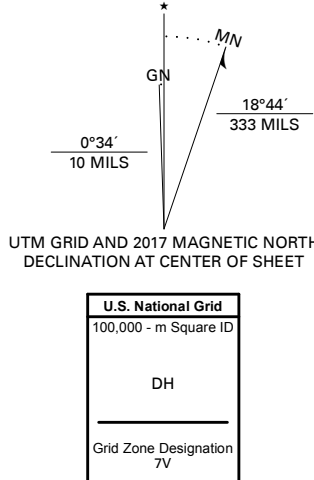 ★
MN
GN
0°34´
10 MILS
18°44´
333 MILS
UTM GRID AND 2017 MAGNETIC NORTH
DECLINATION AT CENTER OF SHEET
U.S. National Grid
100,000 - m Square ID
DH
Grid Zone Designation
7V